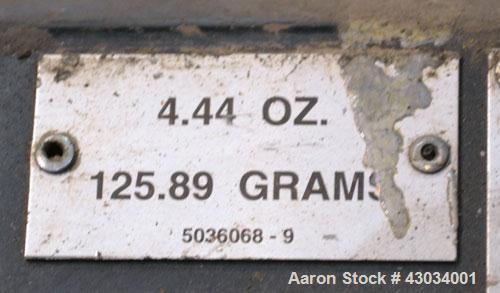 4.44 OZ.
125.89 GRAMS
5036068 - 9
Aaron Stock # 43034001